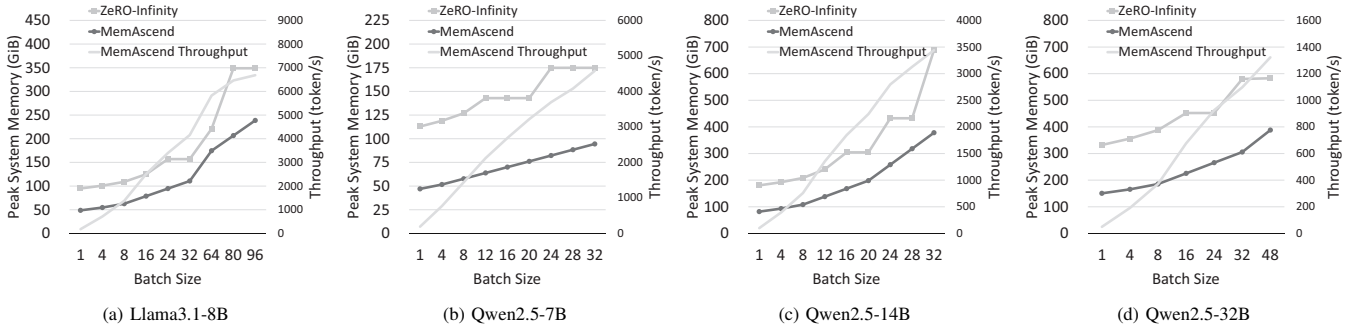 ZeRO-Infinity
MemAscend
MemAscend Throughput
Peak System Memory (GiB)
450
400
350
300
250
200
150
100
50
0
9000
8000
7000
6000
5000
4000
3000
2000
1000
0
Throughput (token/s)
1 4 8 16 24 32 64 80 96
Batch Size
(a) Llama3.1-8B
ZeRO-Infinity
MemAscend
MemAscend Throughput
Peak System Memory (GiB)
225
200
175
150
125
100
75
50
25
0
6000
5000
4000
3000
2000
1000
0
Throughput (token/s)
1 4 8 12 16 20 24 28 32
Batch Size
(b) Qwen2.5-7B
ZeRO-Infinity
MemAscend
MemAscend Throughput
Peak System Memory (GiB)
800
700
600
500
400
300
200
100
0
4000
3500
3000
2500
2000
1500
1000
500
0
Throughput (token/s)
1 4 8 12 16 20 24 28 32
Batch Size
(c) Qwen2.5-14B
ZeRO-Infinity
MemAscend
MemAscend Throughput
Peak System Memory (GiB)
800
700
600
500
400
300
200
100
0
1600
1400
1200
1000
800
600
400
200
0
Throughput (token/s)
1 4 8 16 24 32 48
Batch Size
(d) Qwen2.5-32B